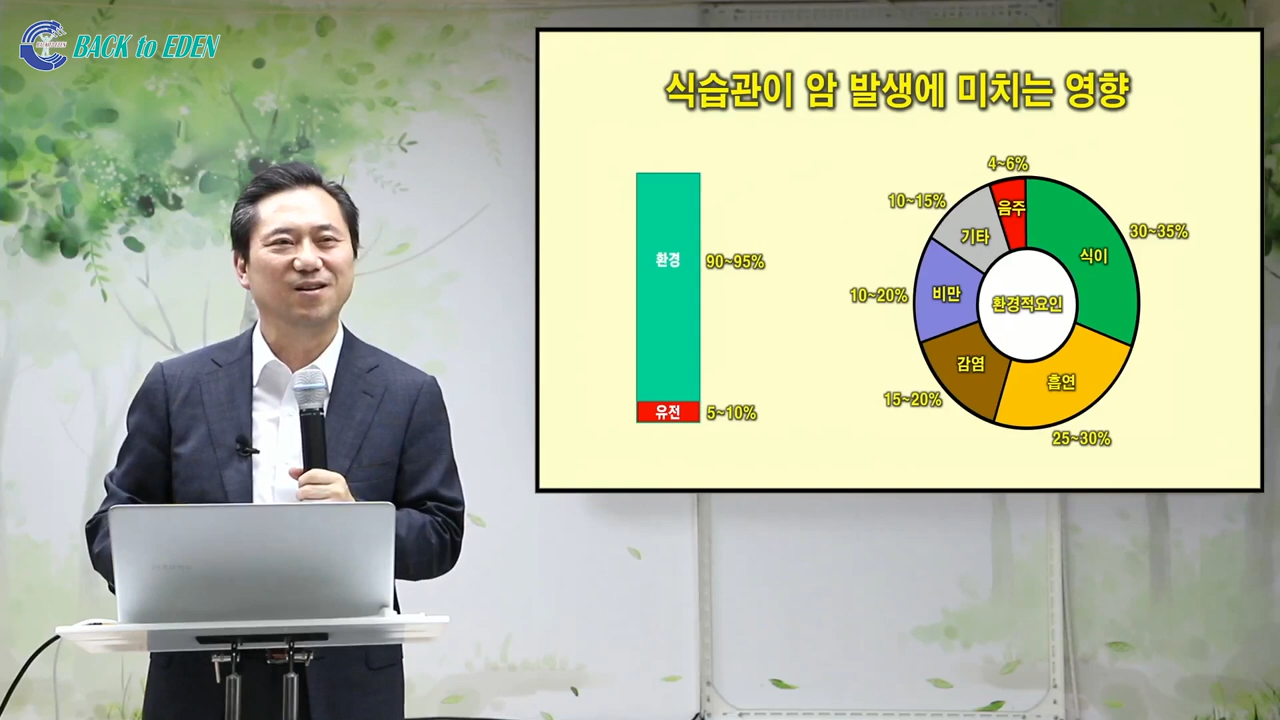 BACK to EDEN
식습관이 암 발생에 미치는 영향
환경
90~95%
유전
5~10%
4~6%
음주
10~15%
기타
30~35%
식이
10~20%
비만
환경적요인
감염
15~20%
흡연
25~30%